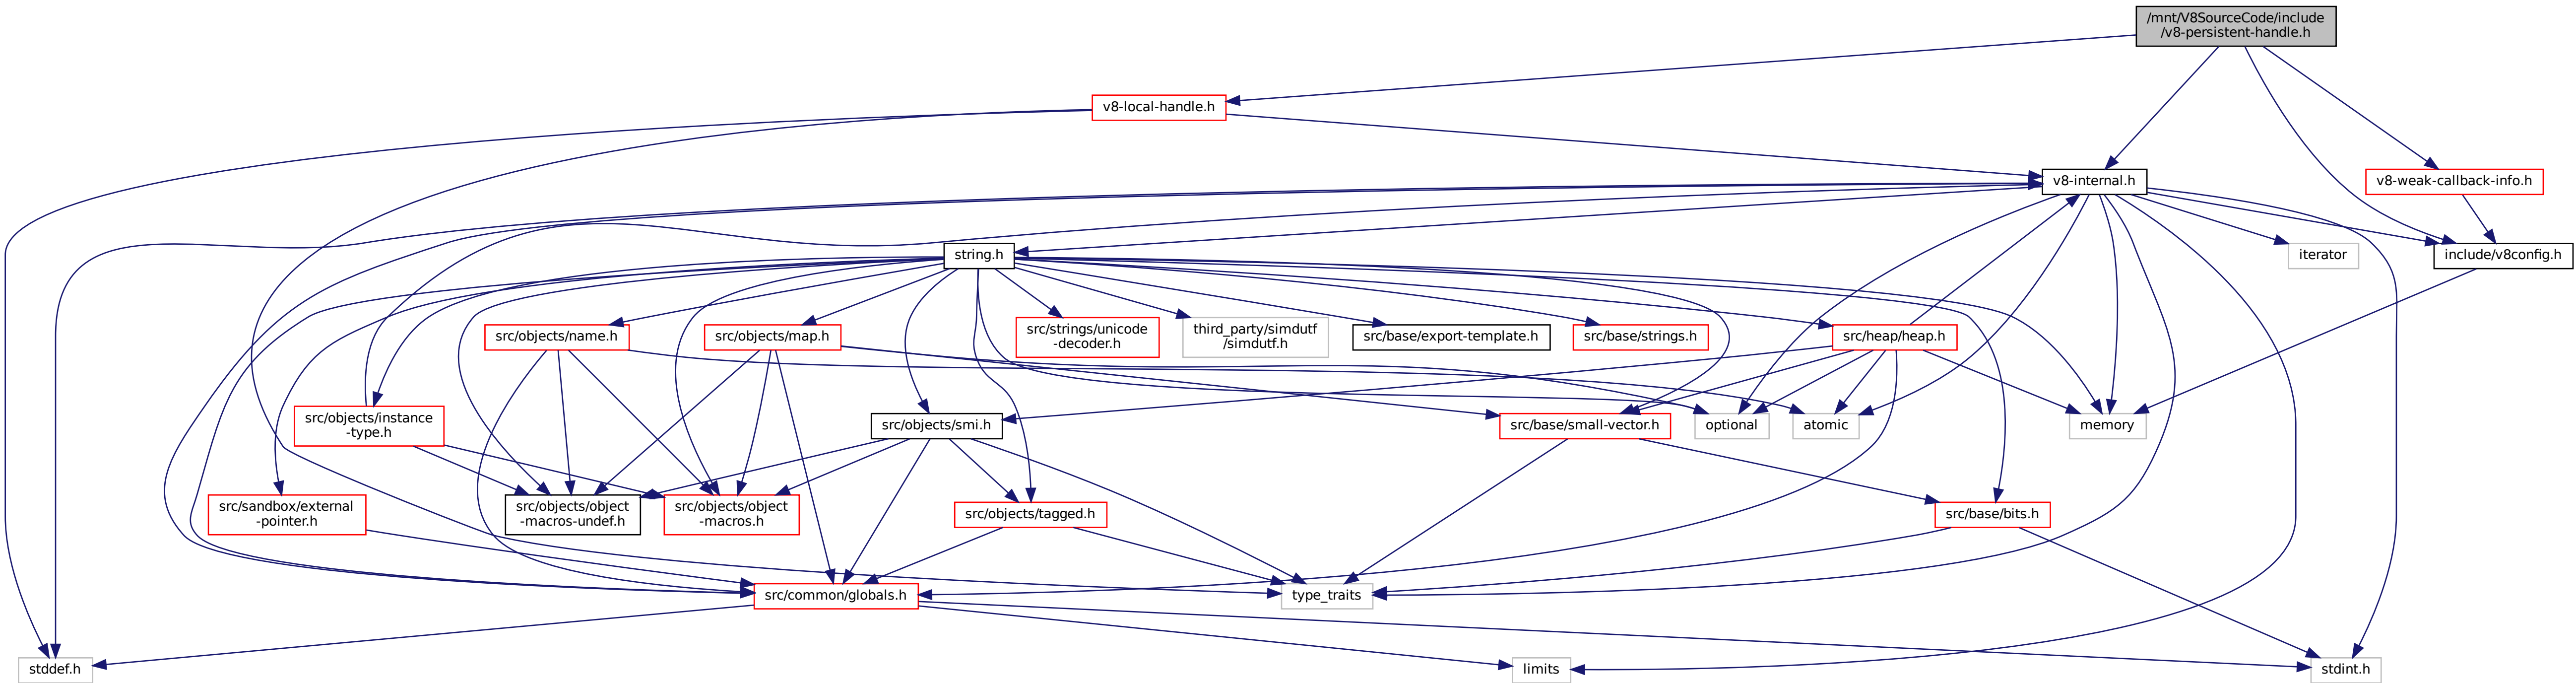 /mnt/V8SourceCode/include
/v8-persistent-handle.h
v8-local-handle.h
v8-internal.h
v8-weak-callback-info.h
string.h
iterator
include/v8config.h
src/objects/name.h
src/objects/map.h
src/strings/unicode
-decoder.h
third_party/simdutf
/simdutf.h
src/base/export-template.h
src/base/strings.h
src/heap/heap.h
src/objects/instance
-type.h
src/objects/smi.h
src/base/small-vector.h
optional
atomic
memory
src/sandbox/external
-pointer.h
src/objects/object
-macros-undef.h
src/objects/object
-macros.h
src/objects/tagged.h
src/base/bits.h
src/common/globals.h
type_traits
stddef.h
limits
stdint.h